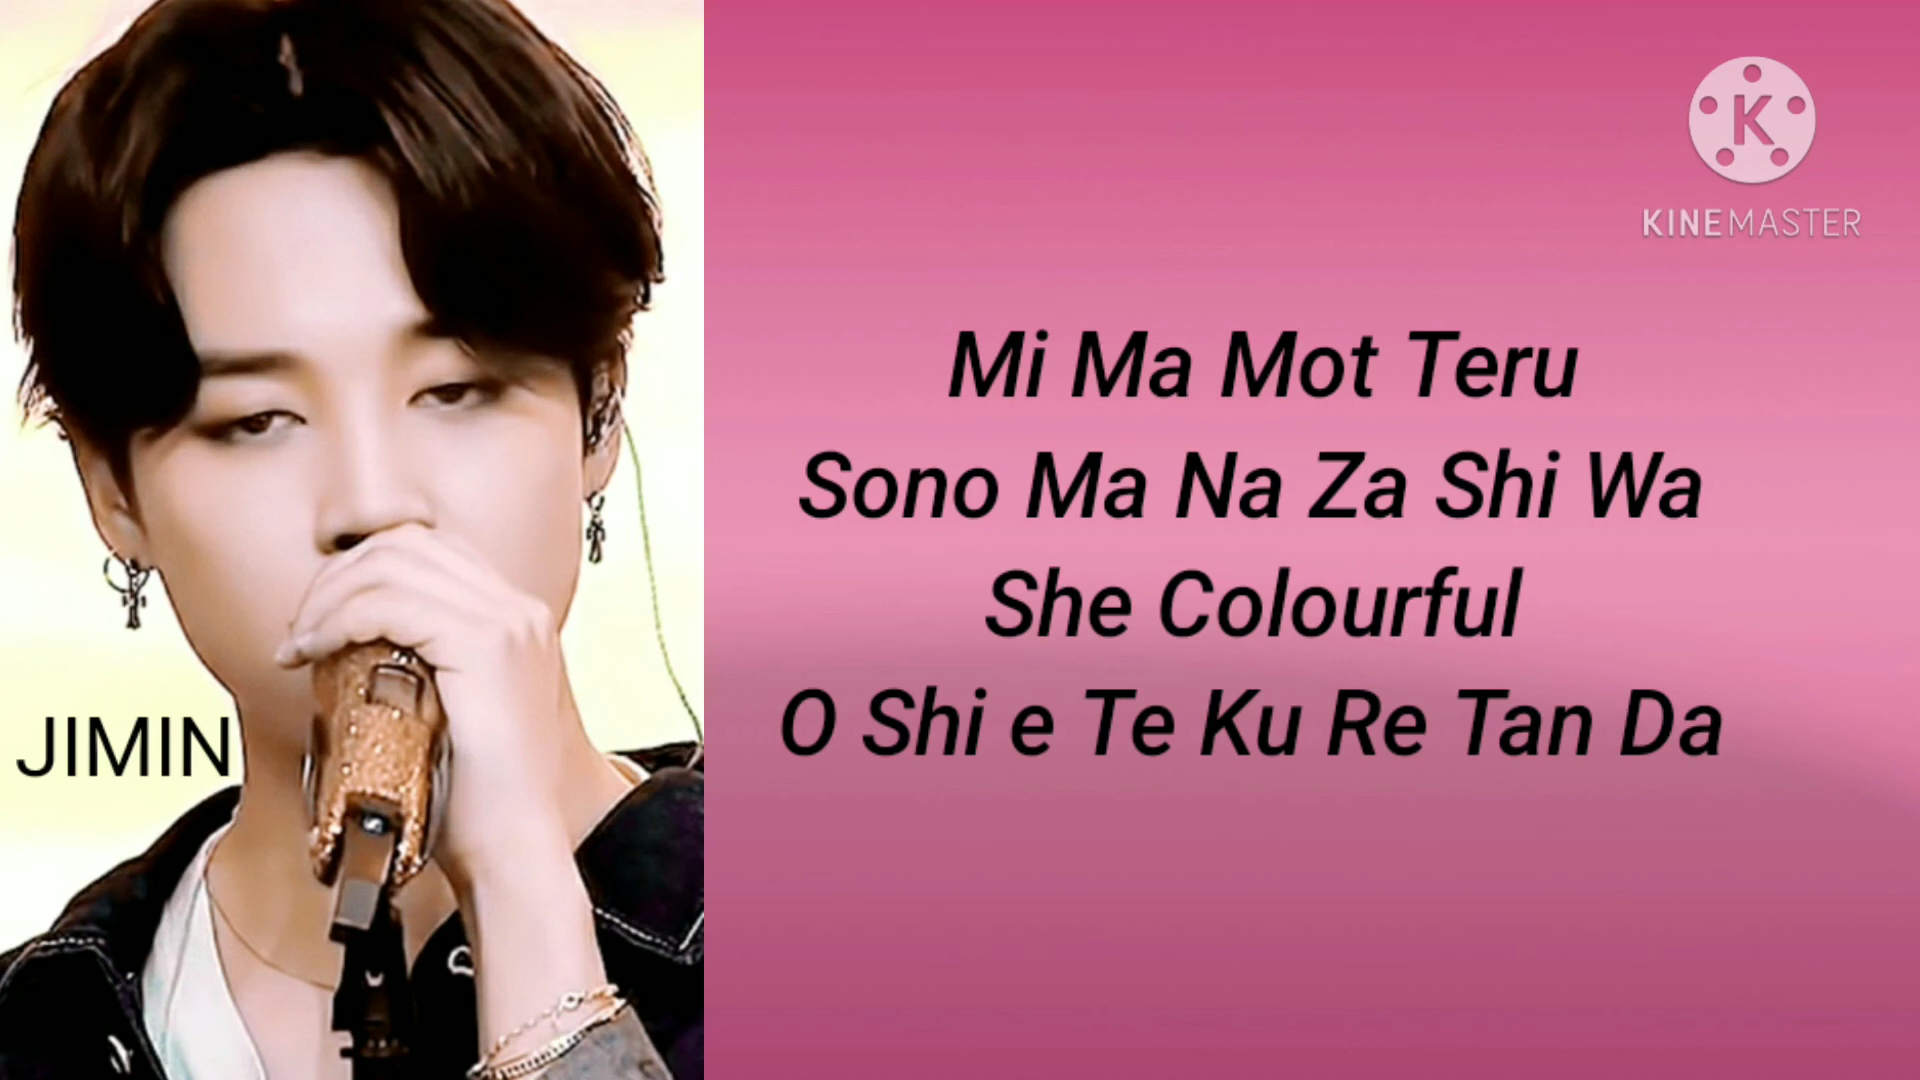 K
KINEMASTER
Mi Ma Mot Teru
Sono Ma Na Za Shi Wa
She Colourful
O Shi e Te Ku Re Tan Da
JIMIN